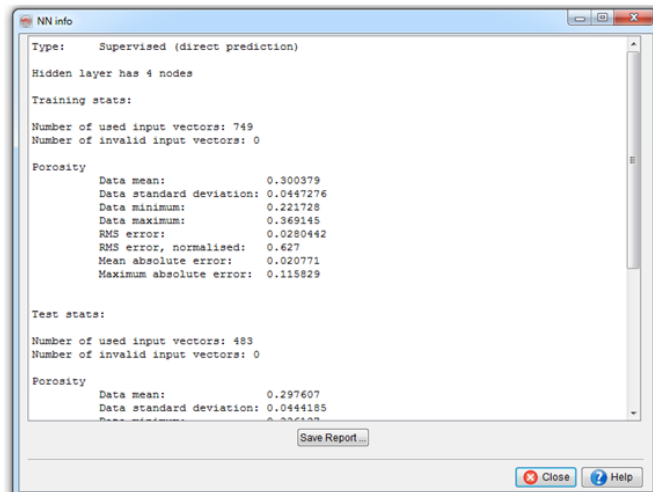 NN info
Type: Supervised (direct prediction)
Hidden layer has 4 nodes
Training stats:
Number of used input vectors: 749
Number of invalid input vectors: 0
Porosity
Data mean: 0.300379
Data standard deviation: 0.0447276
Data minimum: 0.221728
Data maximum: 0.369145
RMS error: 0.0280442
RMS error, normalised: 0.627
Mean absolute error: 0.020771
Maximum absolute error: 0.115829
Test stats:
Number of used input vectors: 483
Number of invalid input vectors: 0
Porosity
Data mean: 0.297607
Data standard deviation: 0.0444185
Data minimum:
Save Report ...
Close Help